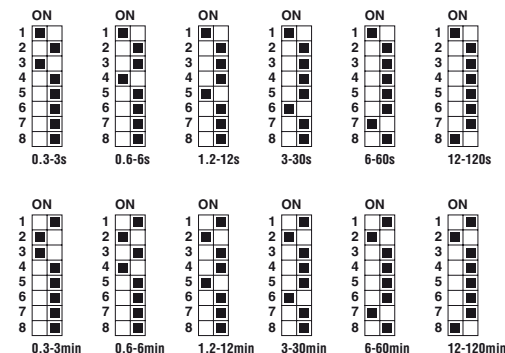 ON ON ON ON ON ON
1 1 1 1 1 1
2 2 2 2 2 2
3 3 3 3 3 3
4 4 4 4 4 4
5 5 5 5 5 5
6 6 6 6 6 6
7 7 7 7 7 7
8 8 8 8 8 8
0.3-3s 0.6-6s 1.2-12s 3-30s 6-60s 12-120s
ON ON ON ON ON ON
1 1 1 1 1 1
2 2 2 2 2 2
3 3 3 3 3 3
4 4 4 4 4 4
5 5 5 5 5 5
6 6 6 6 6 6
7 7 7 7 7 7
8 8 8 8 8 8
0.3-3min 0.6-6min 1.2-12min 3-30min 6-60min 12-120min